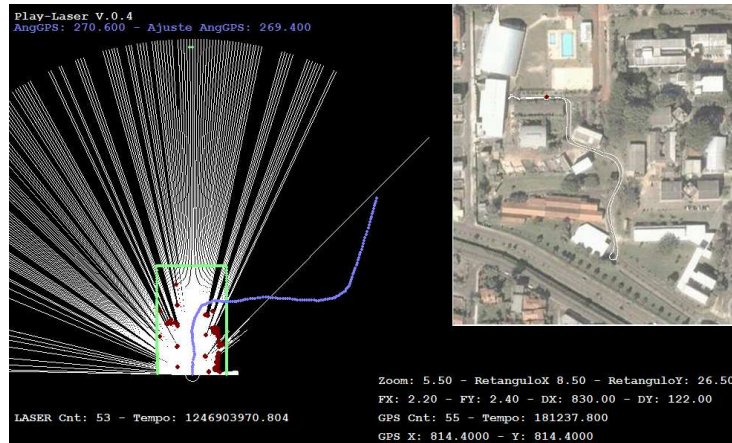 Play-Laser V.0.4
AngGPS: 270.600 - Ajuste AngGPS: 269.400
Zoom: 5.50 - RetanguloX 8.50 - RetanguloY: 26.50
FX: 2.20 - FY: 2.40 - DX: 830.00 - DY: 122.00
LASER Cnt: 53 - Tempo: 1246903970.804
GPS Cnt: 55 - Tempo: 181237.800
GPS X: 814.4000 - Y: 814.4000